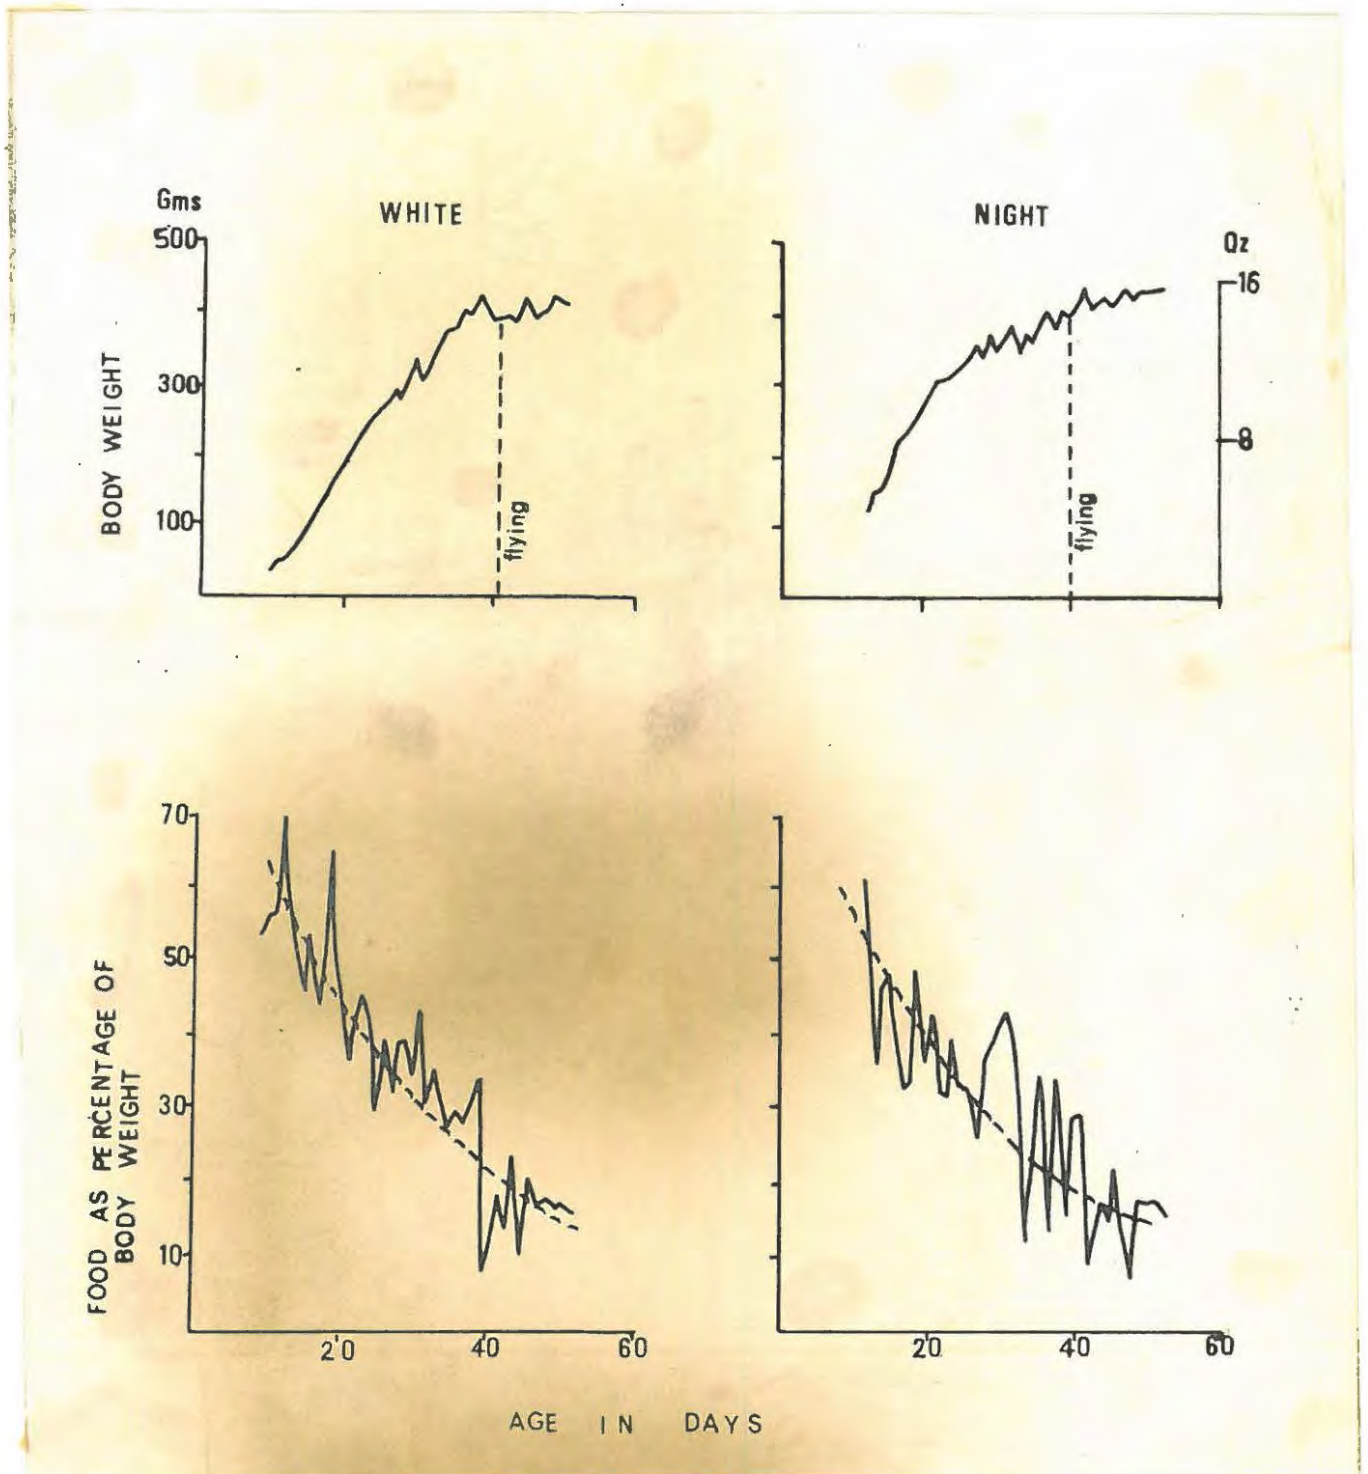 Gms
WHITE
NIGHT
500
300
100
BODY WEIGHT
flying
flying
Oz
16
8
70
50
30
10
FOOD AS PERCENTAGE OF
BODY WEIGHT
20 40 60
20 40 60
AGE IN DAYS